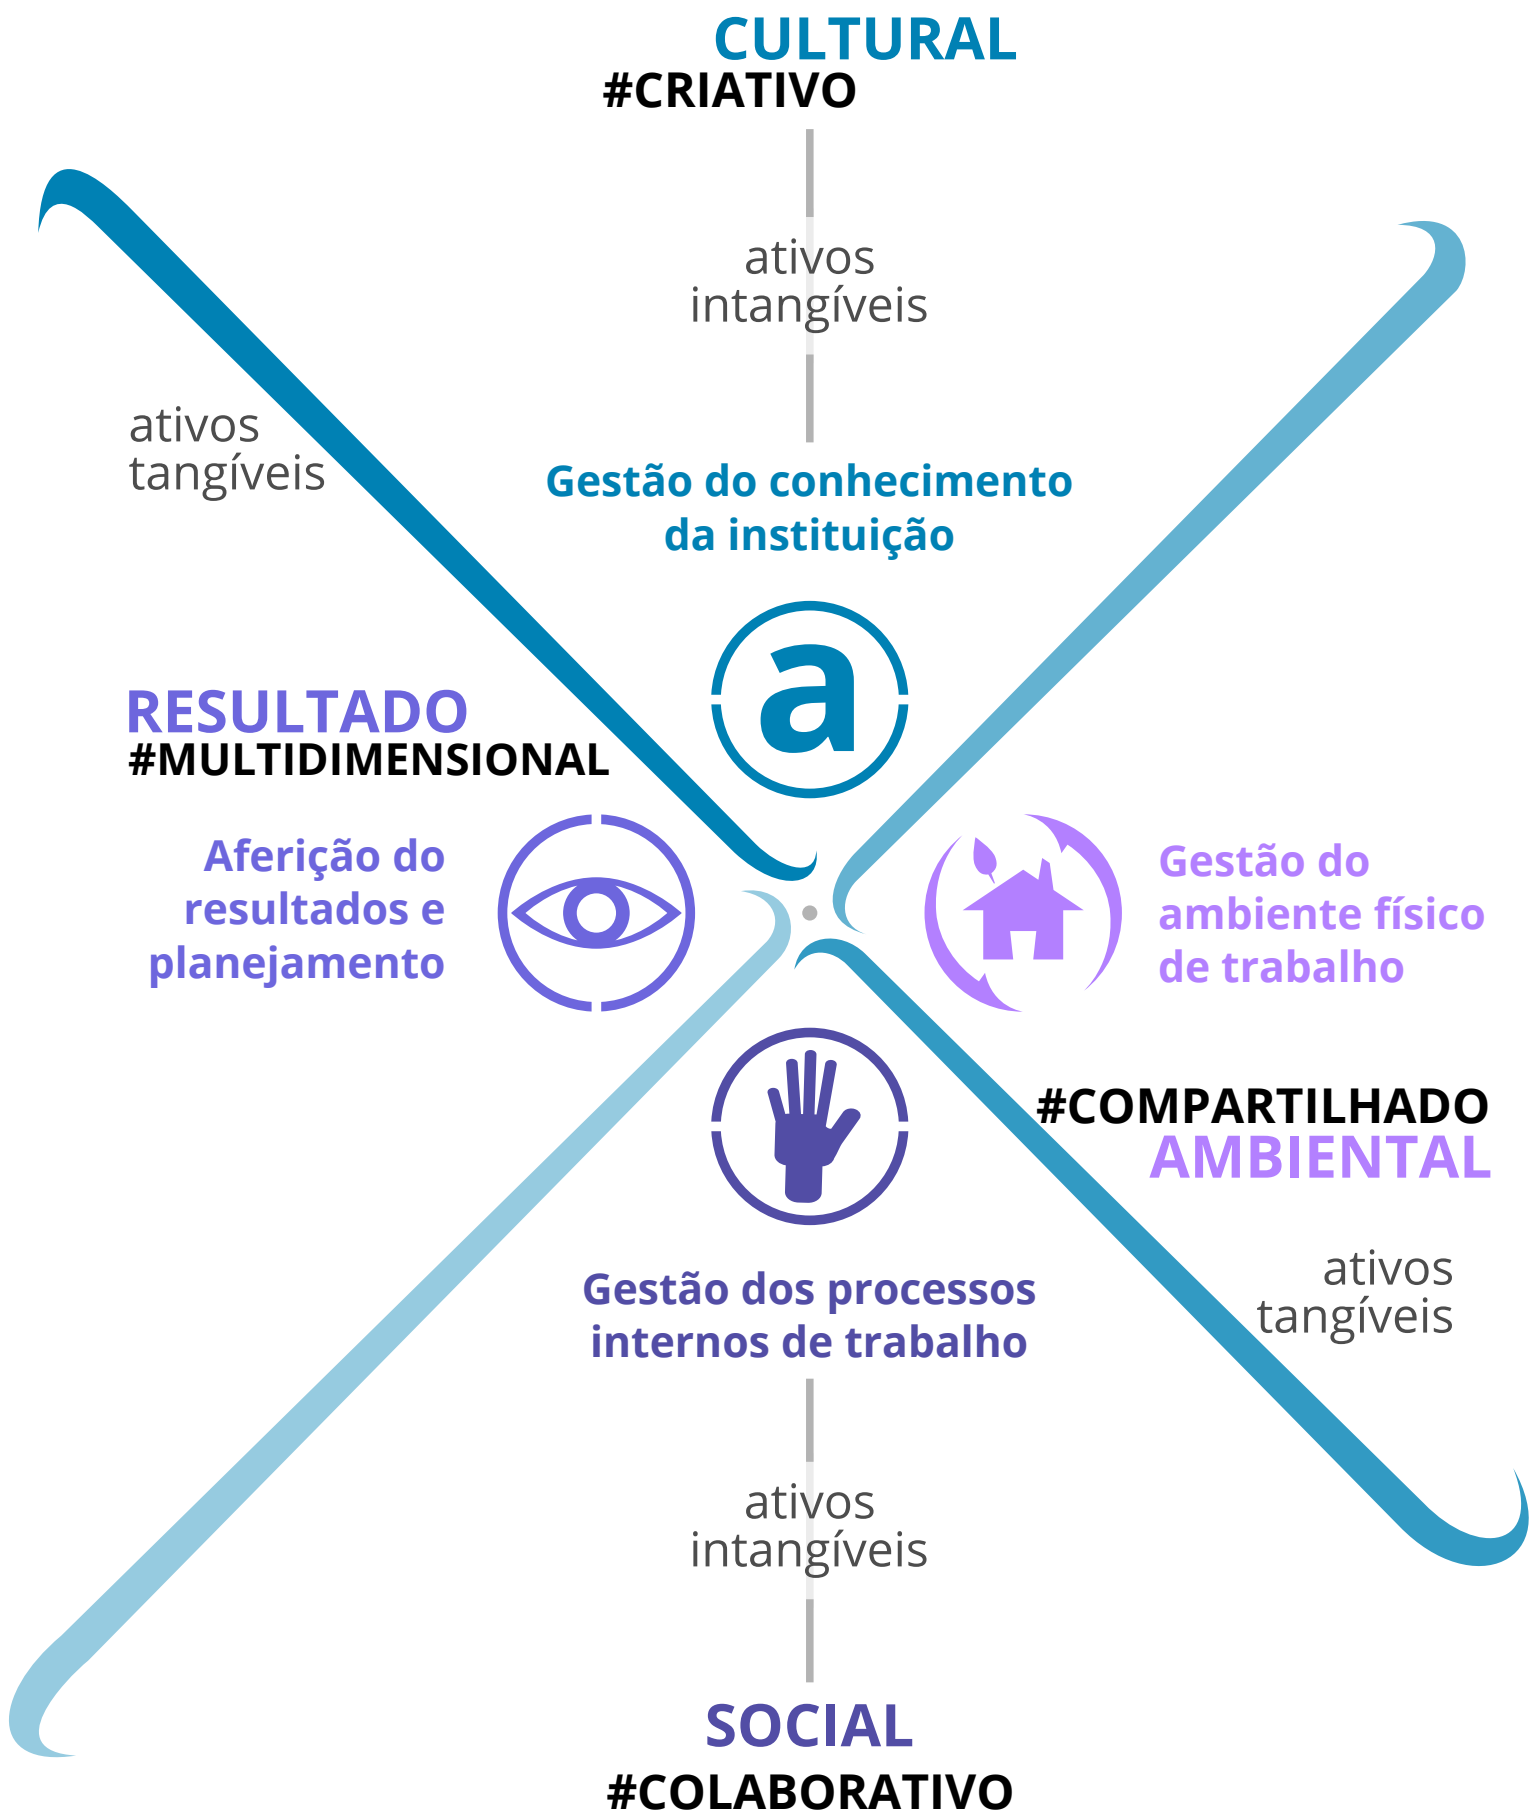 CULTURAL
#CRIATIVO
ativos
intangíveis
ativos
tangíveis
Gestão do conhecimento
da instituição
a
RESULTADO
#MULTIDIMENSIONAL
Aferição do
resultados e
planejamento
Gestão do
ambiente físico
de trabalho
#COMPARTILHADO
AMBIENTAL
ativos
tangíveis
Gestão dos processos
internos de trabalho
ativos
intangíveis
SOCIAL
#COLABORATIVO